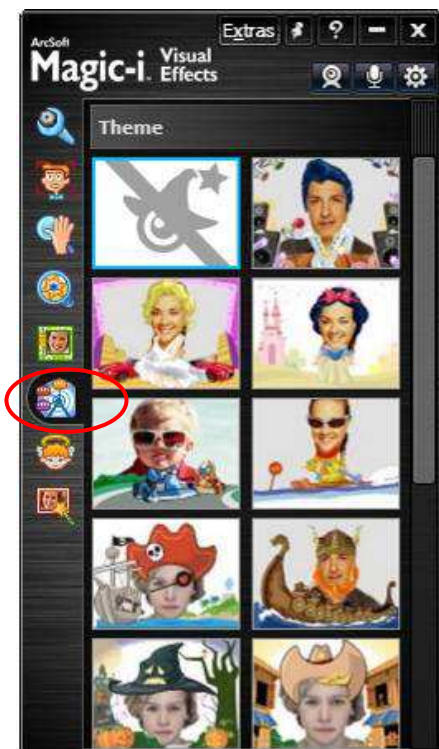 Extras ? – x
ArcSoft
Magic-i. Visual
Effects
Theme